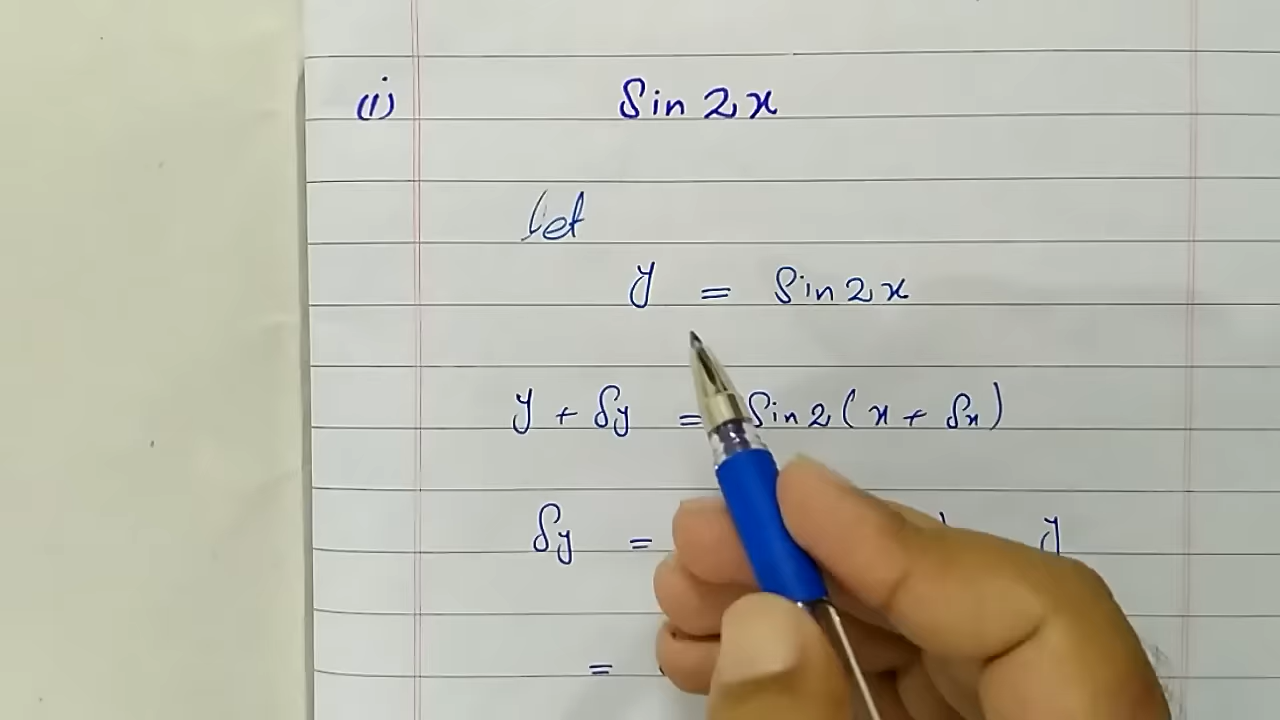 (i) Sin 2x
let
y = Sin 2x
y + δy = Sin 2(x + δx)
δy = y
=